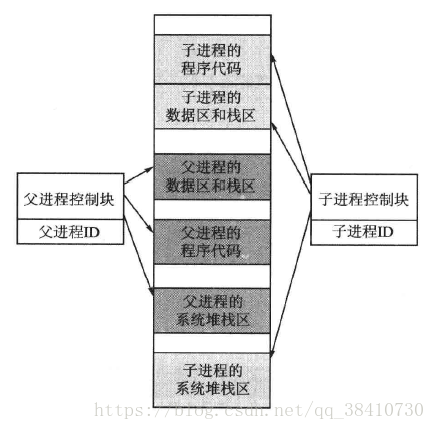 子进程的
程序代码
子进程的
数据区和栈区
父进程的
数据区和栈区
父进程控制块
父进程ID
子进程控制块
子进程ID
父进程的
程序代码
父进程的
系统堆栈区
子进程的
系统堆栈区
https://blog.csdn.net/qq_38410730